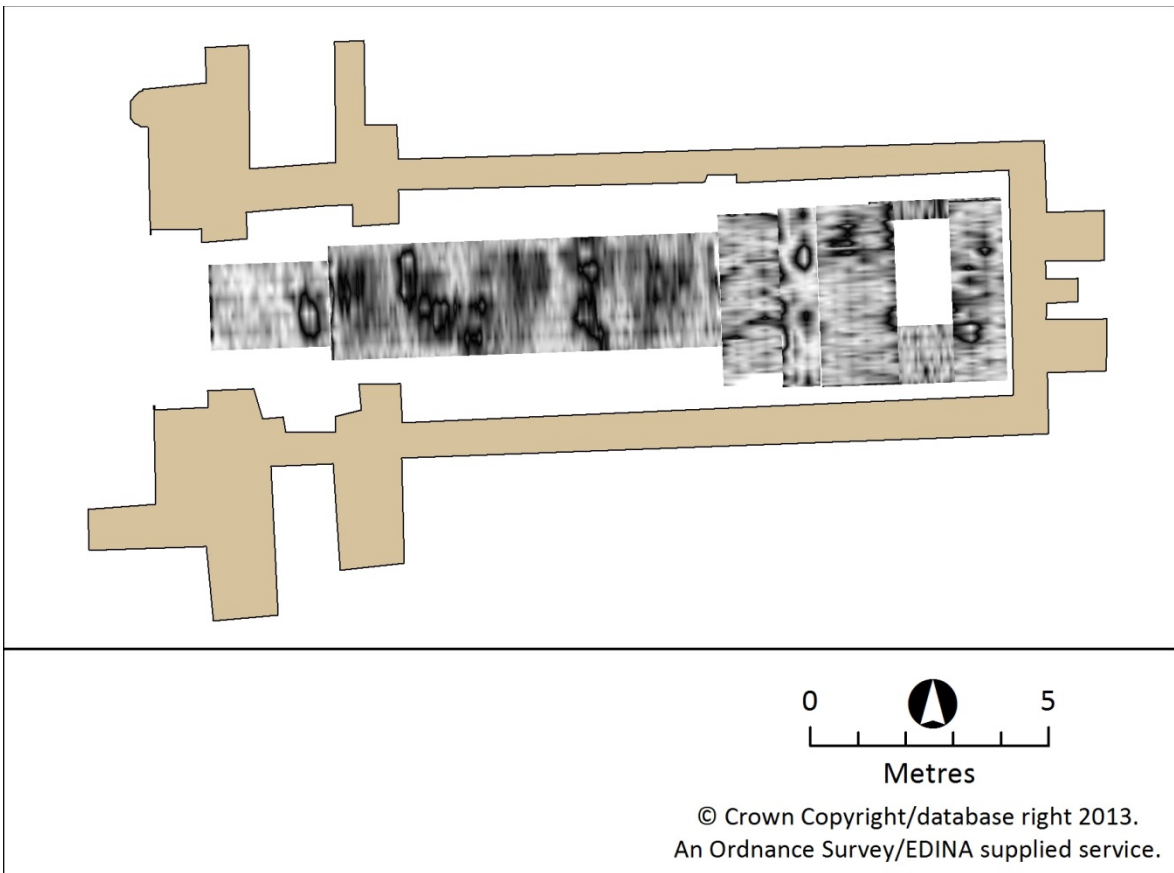 0 5
Metres
© Crown Copyright/database right 2013.
An Ordnance Survey/EDINA supplied service.